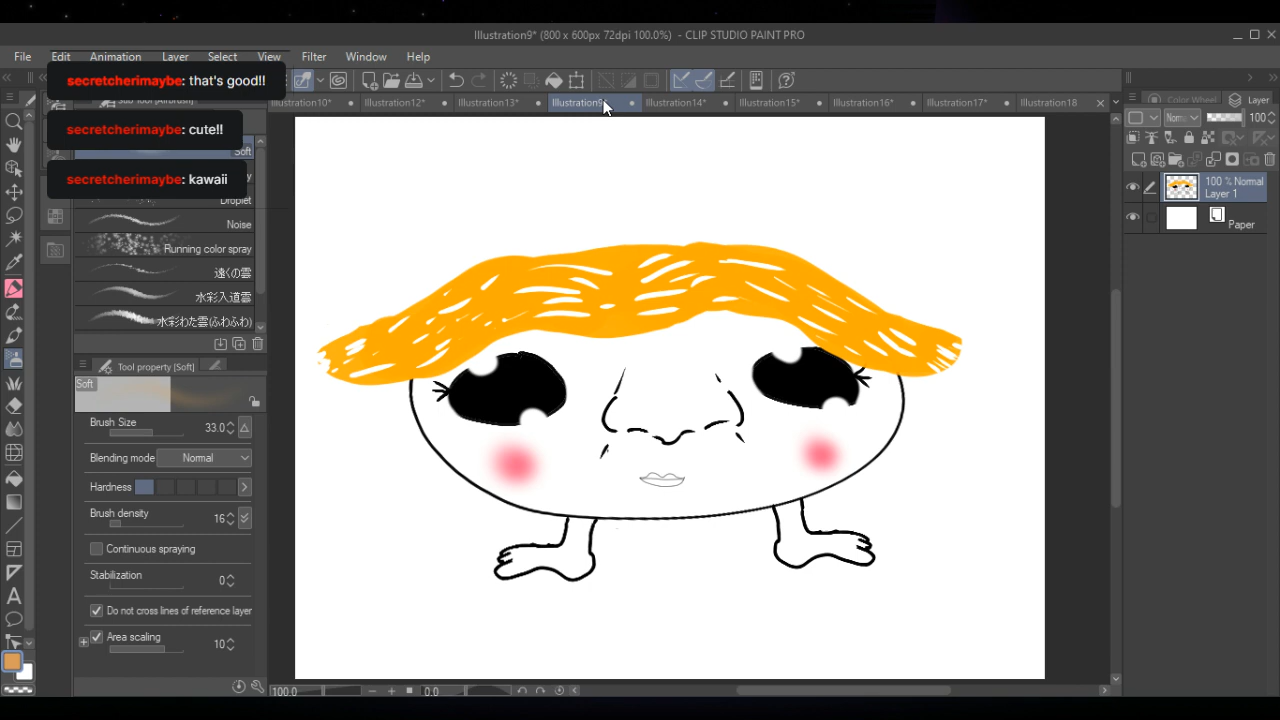 Illustration9* (800 x 600px 72dpi 100.0%) - CLIP STUDIO PAINT PRO
File Edit Animation Layer Select View Filter Window Help
secretcherimaybe: that's good!!
secretcherimaybe: cute!!
secretcherimaybe: kawaii
Illustration10* Illustration12* Illustration13* Illustration9 Illustration14* Illustration15* Illustration16* Illustration17* Illustration18
Soft
Droplet
Noise
Running color spray
遠くの雲
水彩入道雲
水彩わた雲(ふわふわ)
Tool property [Soft]
Soft
Brush Size 33.0
Blending mode Normal
Hardness
Brush density 16
Continuous spraying
Stabilization 0
Do not cross lines of reference layer
Area scaling 10
100.0 0.0
Color Wheel Layer
100
100 % Normal
Layer 1
Paper